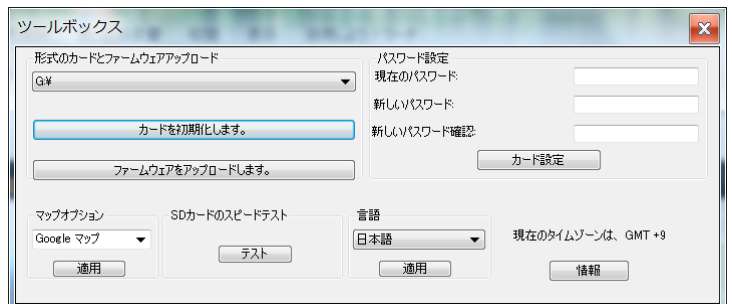 ツールボックス
形式のカードとファームウェアアップロード
G:¥
カードを初期化します。
ファームウェアをアップロードします。
パスワード設定
現在のパスワード:
新しいパスワード:
新しいパスワード確認:
カード設定
マップオプション
Google マップ
適用
SDカードのスピードテスト
テスト
言語
日本語
適用
現在のタイムゾーンは、GMT +9
情報